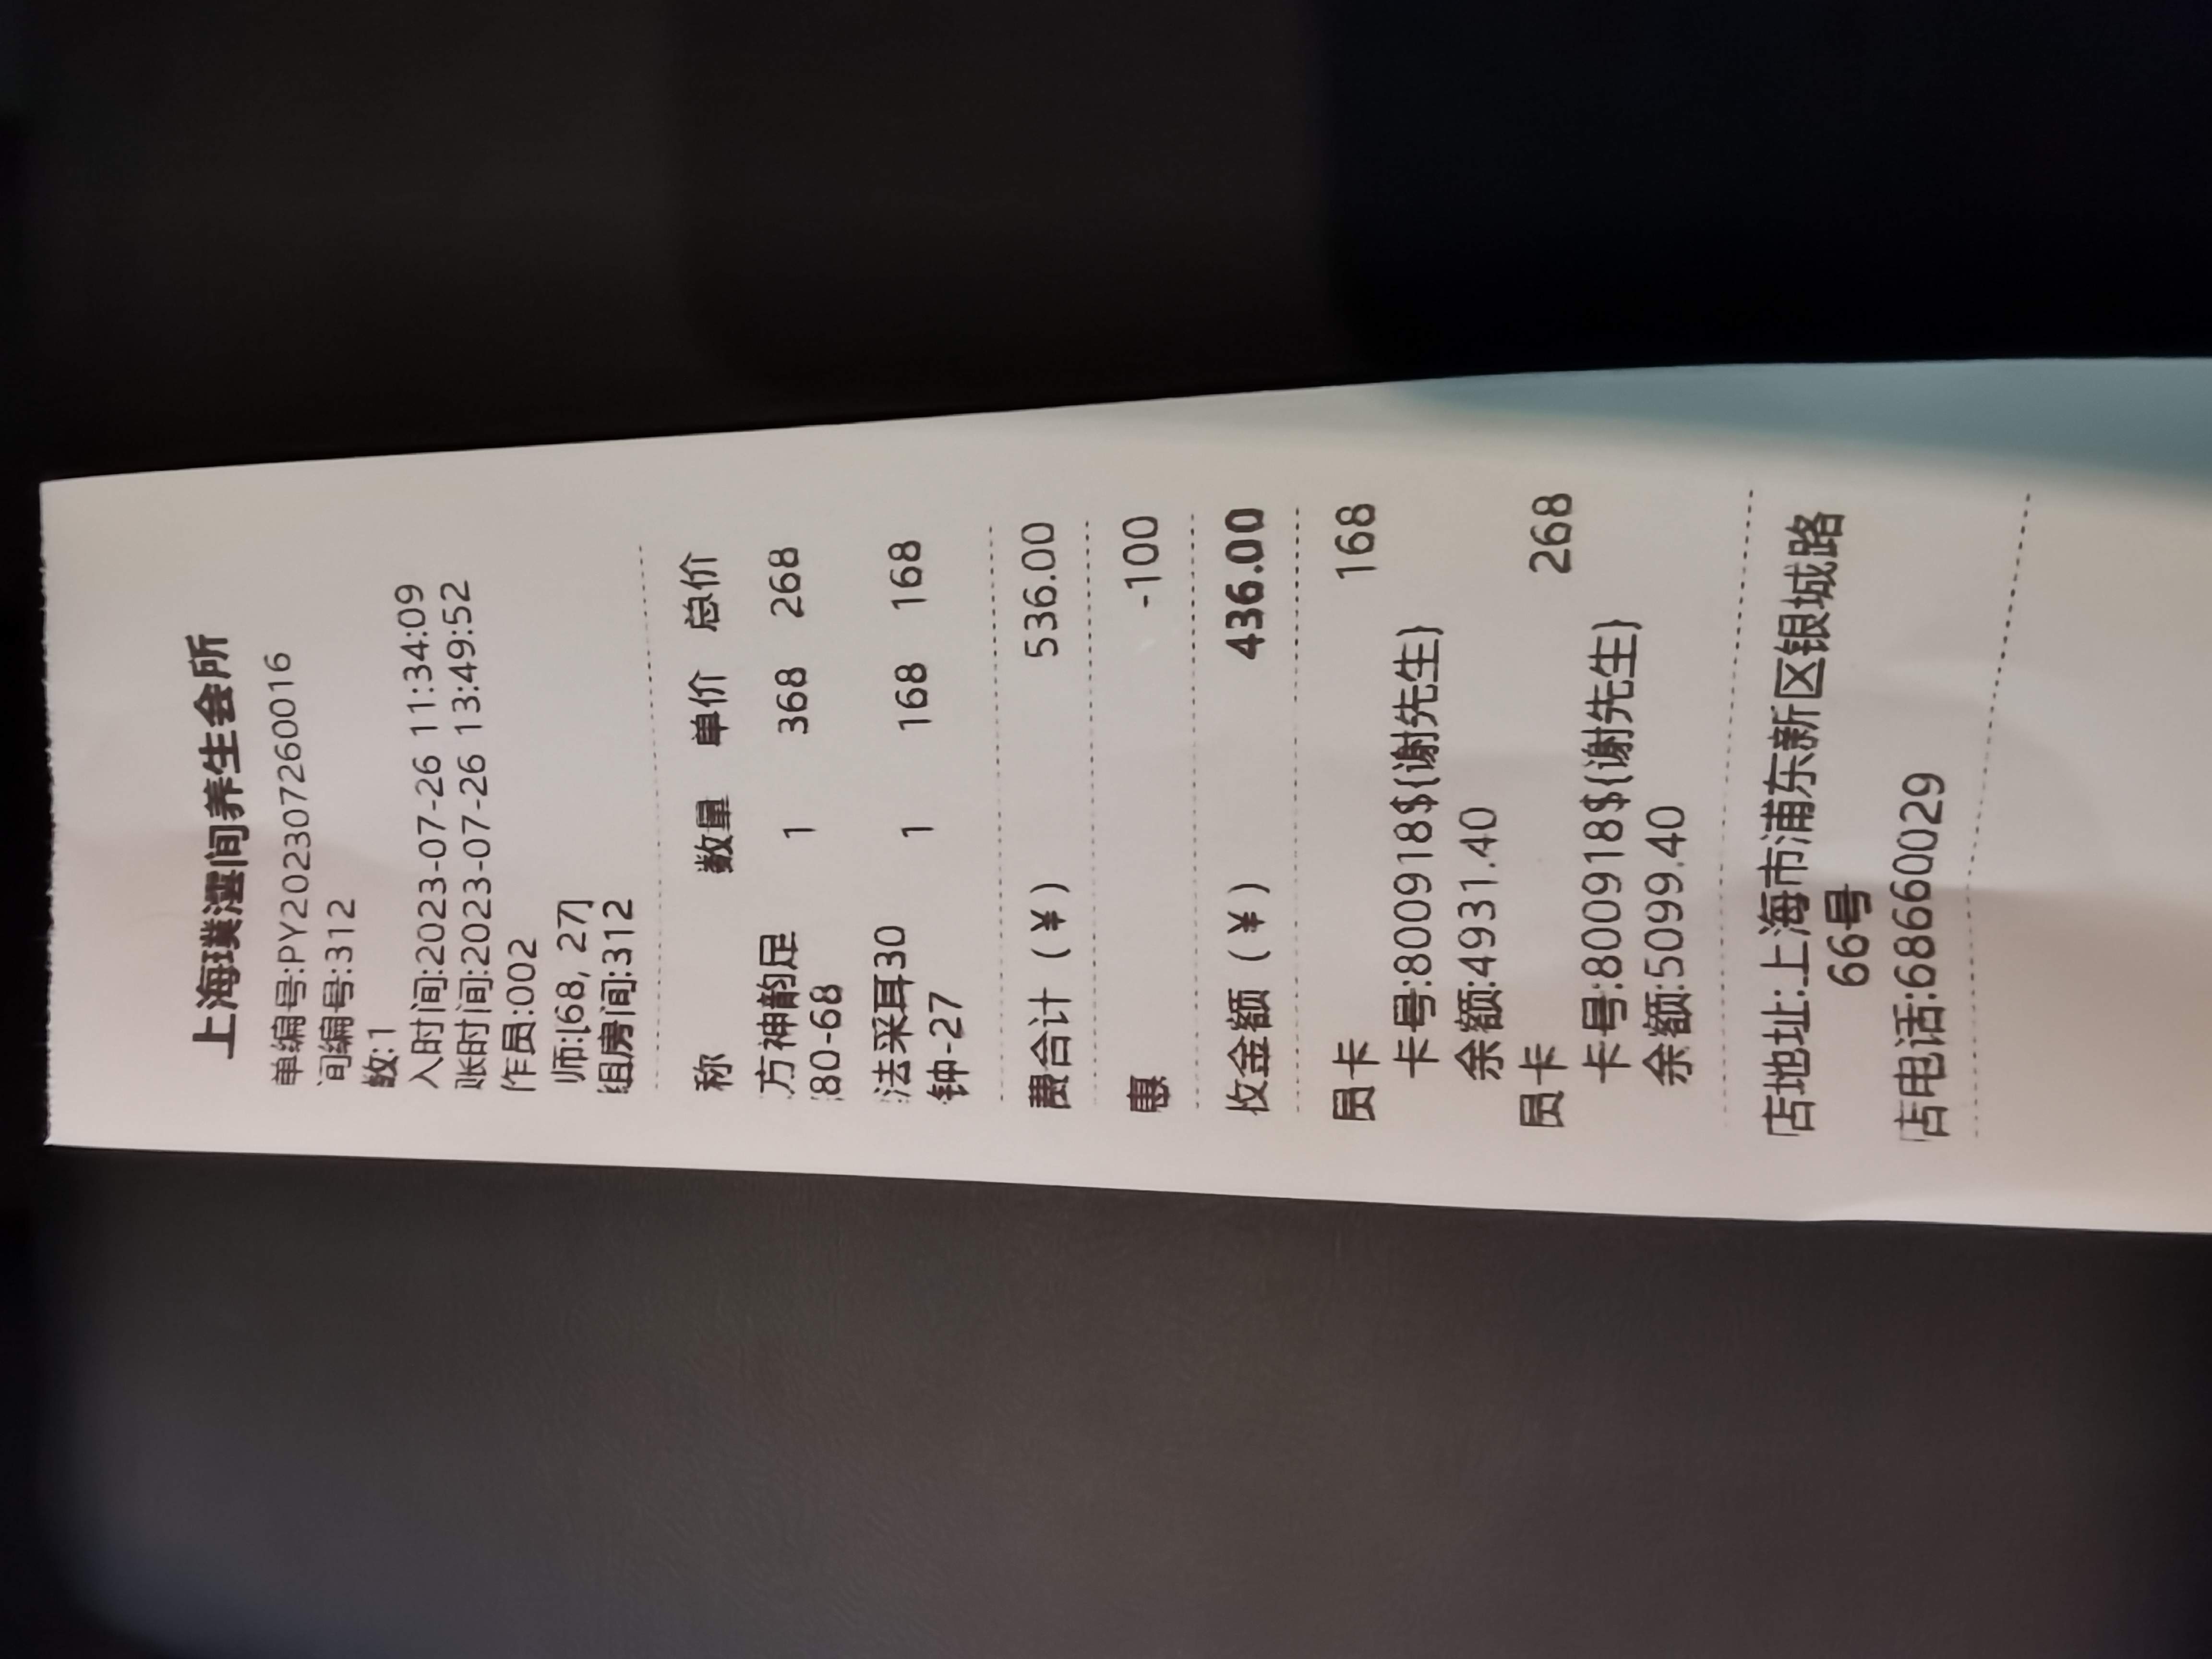 上海璞滢间养生会所
单编号:PY202307260016
间编号:312
数:1
入时间:2023-07-26 11:34:09
账时间:2023-07-26 13:49:52
作员:002
师:[68, 27]
组房间:312
称 数量 单价 总价
方神韵足 1 368 268
80-68
法采耳30 1 168 168
钟-27
费合计（¥） 536.00
惠 -100
收金额（¥） 436.00
员卡 168
卡号:800918$(谢先生}
余额:4931.40
员卡 268
卡号:800918$(谢先生}
余额:5099.40
店地址:上海市浦东新区银城路
66号
店电话:68660029